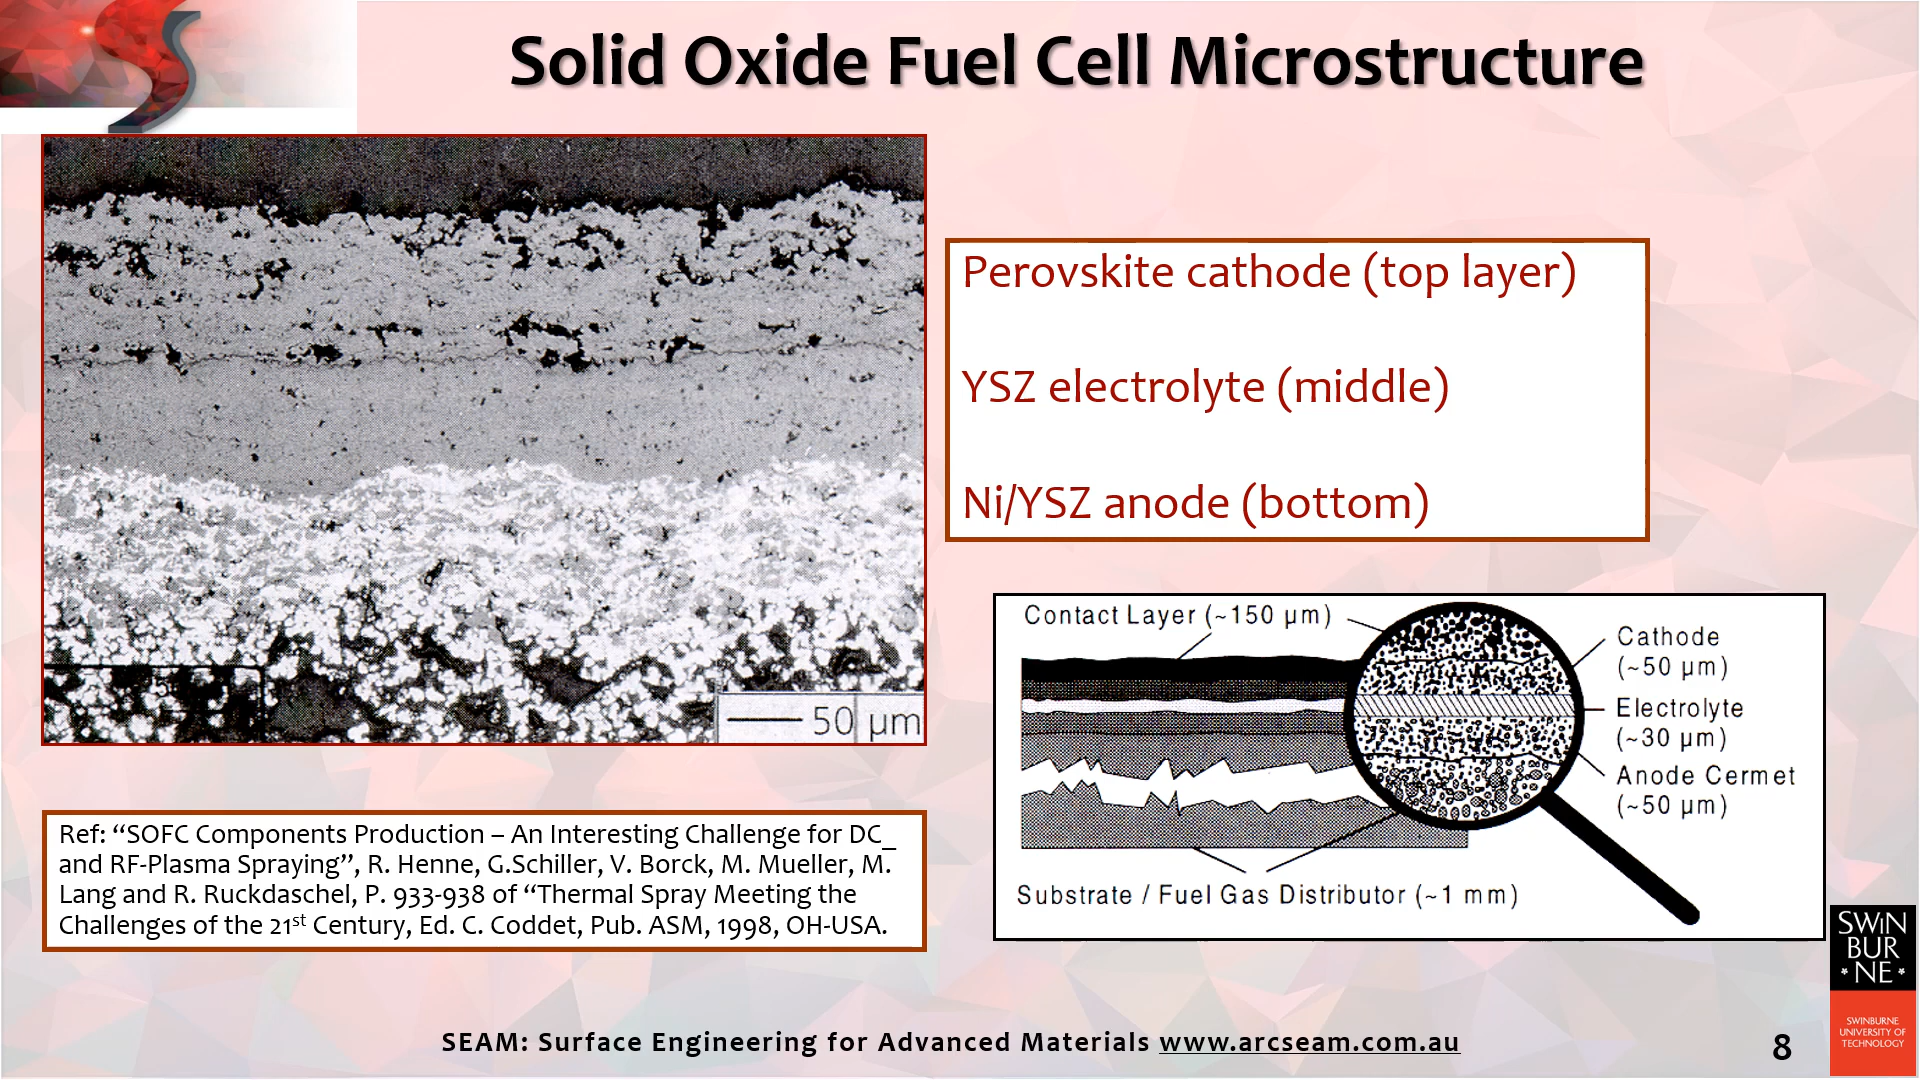 Solid Oxide Fuel Cell Microstructure
50 µm
Perovskite cathode (top layer)
YSZ electrolyte (middle)
Ni/YSZ anode (bottom)
Contact Layer (~150 µm)
Cathode
(~50 µm)
Electrolyte
(~30 µm)
Anode Cermet
(~50 µm)
Substrate / Fuel Gas Distributor (~1 mm)
Ref: “SOFC Components Production – An Interesting Challenge for DC_
and RF-Plasma Spraying”, R. Henne, G.Schiller, V. Borck, M. Mueller, M.
Lang and R. Ruckdaschel, P. 933-938 of “Thermal Spray Meeting the
Challenges of the 21st Century, Ed. C. Coddet, Pub. ASM, 1998, OH-USA.
SWIN
BUR
*NE*
SWINBURNE
UNIVERSITY OF
TECHNOLOGY
SEAM: Surface Engineering for Advanced Materials www.arcseam.com.au
8